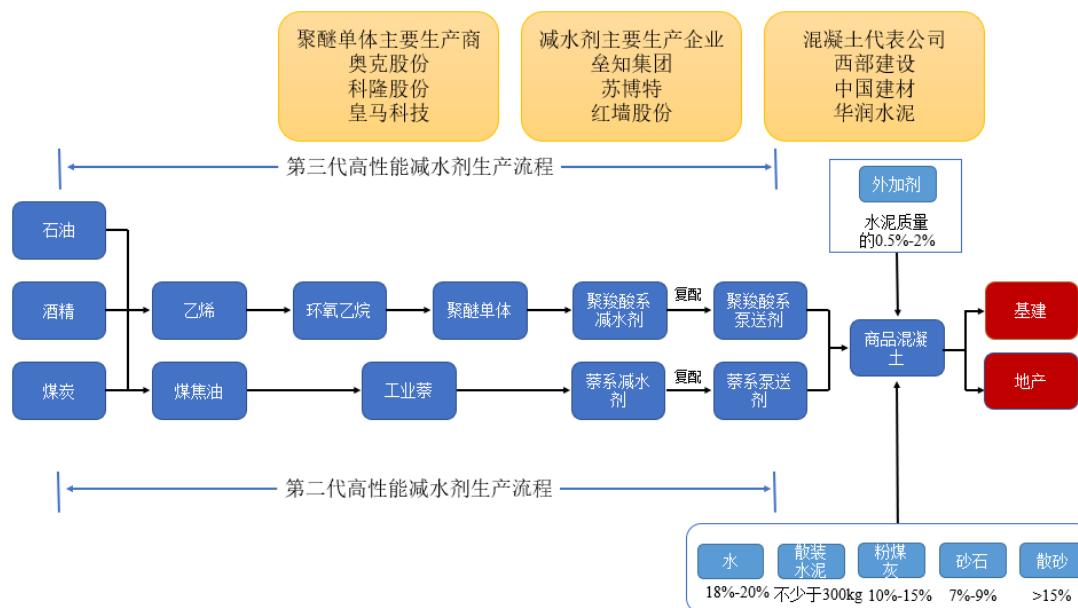 聚醚单体主要生产商
奥克股份
科隆股份
皇马科技
减水剂主要生产企业
垒知集团
苏博特
红墙股份
混凝土代表公司
西部建设
中国建材
华润水泥
第三代高性能减水剂生产流程
外加剂
水泥质量
的0.5%-2%
石油
酒精
乙烯
环氧乙烷
聚醚单体
聚羧酸系
减水剂
复配
聚羧酸系
泵送剂
商品混凝
土
基建
地产
煤炭
煤焦油
工业萘
萘系减水
剂
复配
萘系泵送
剂
第二代高性能减水剂生产流程
水
18%-20%
散装
水泥
不少于300kg
粉煤
灰
10%-15%
砂石
7%-9%
散砂
>15%